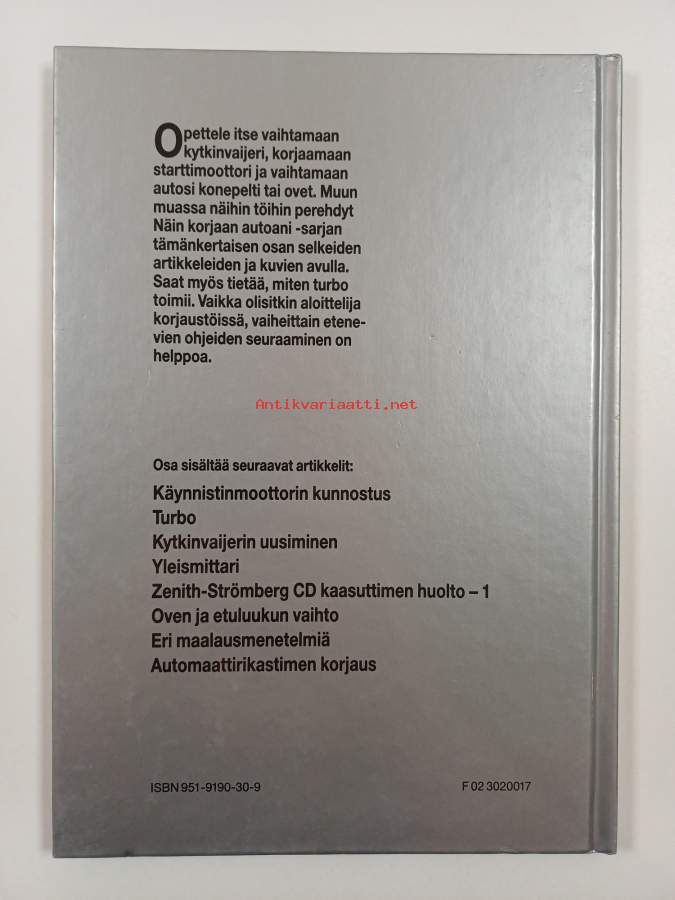 Opettele itse vaihtamaan
kytkinvaijeri, korjaamaan
starttimoottori ja vaihtamaan
autosi konepelti tai ovet. Muun
muassa näihin töihin perehdyt
Näin korjaan autoani -sarjan
tämänkertaisen osan selkeiden
artikkeleiden ja kuvien avulla.
Saat myös tietää, miten turbo
toimii. Vaikka olisitkin aloittelija
korjaustöissä, vaiheittain etene-
vien ohjeiden seuraaminen on
helppoa.
Antikvariaatti.net
Osa sisältää seuraavat artikkelit:
Käynnistinmoottorin kunnostus
Turbo
Kytkinvaijerin uusiminen
Yleismittari
Zenith-Strömberg CD kaasuttimen huolto – 1
Oven ja etuluukun vaihto
Eri maalausmenetelmiä
Automaattirikastimen korjaus
ISBN 951-9190-30-9
F 02 3020017